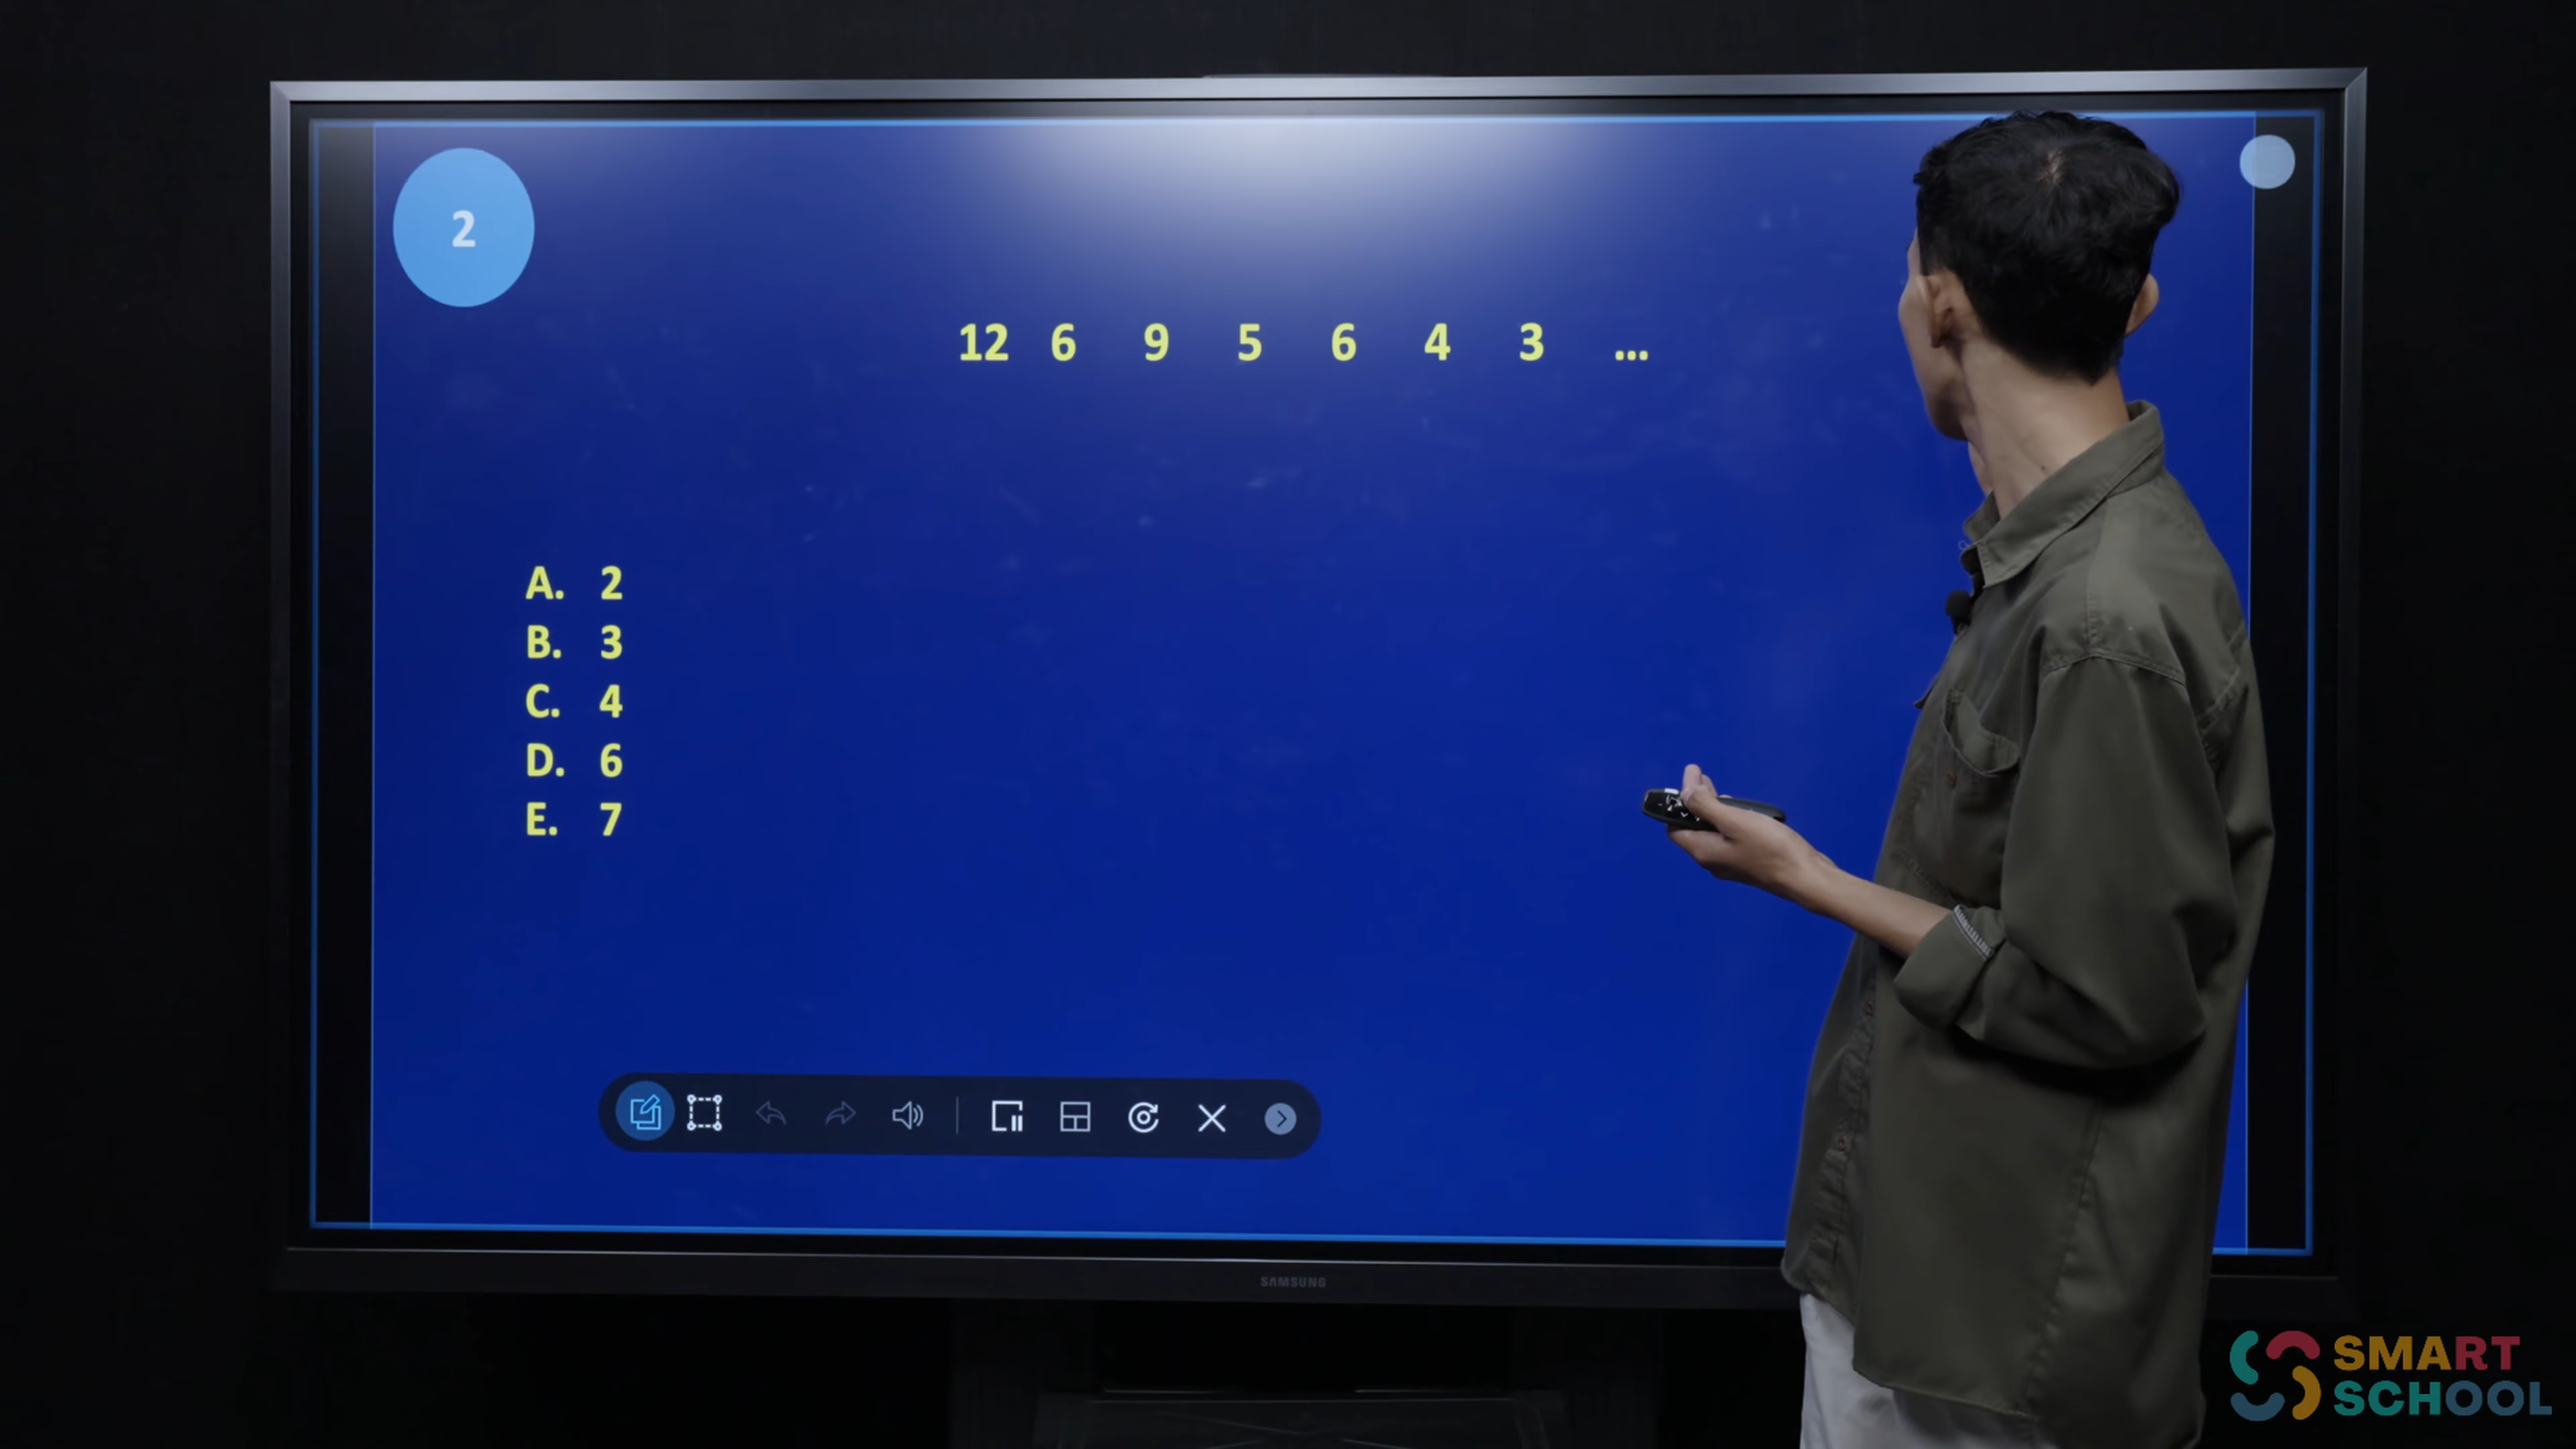 2
12 6 9 5 6 4 3 ...
A. 2
B. 3
C. 4
D. 6
E. 7
SAMSUNG
SMART
SCHOOL